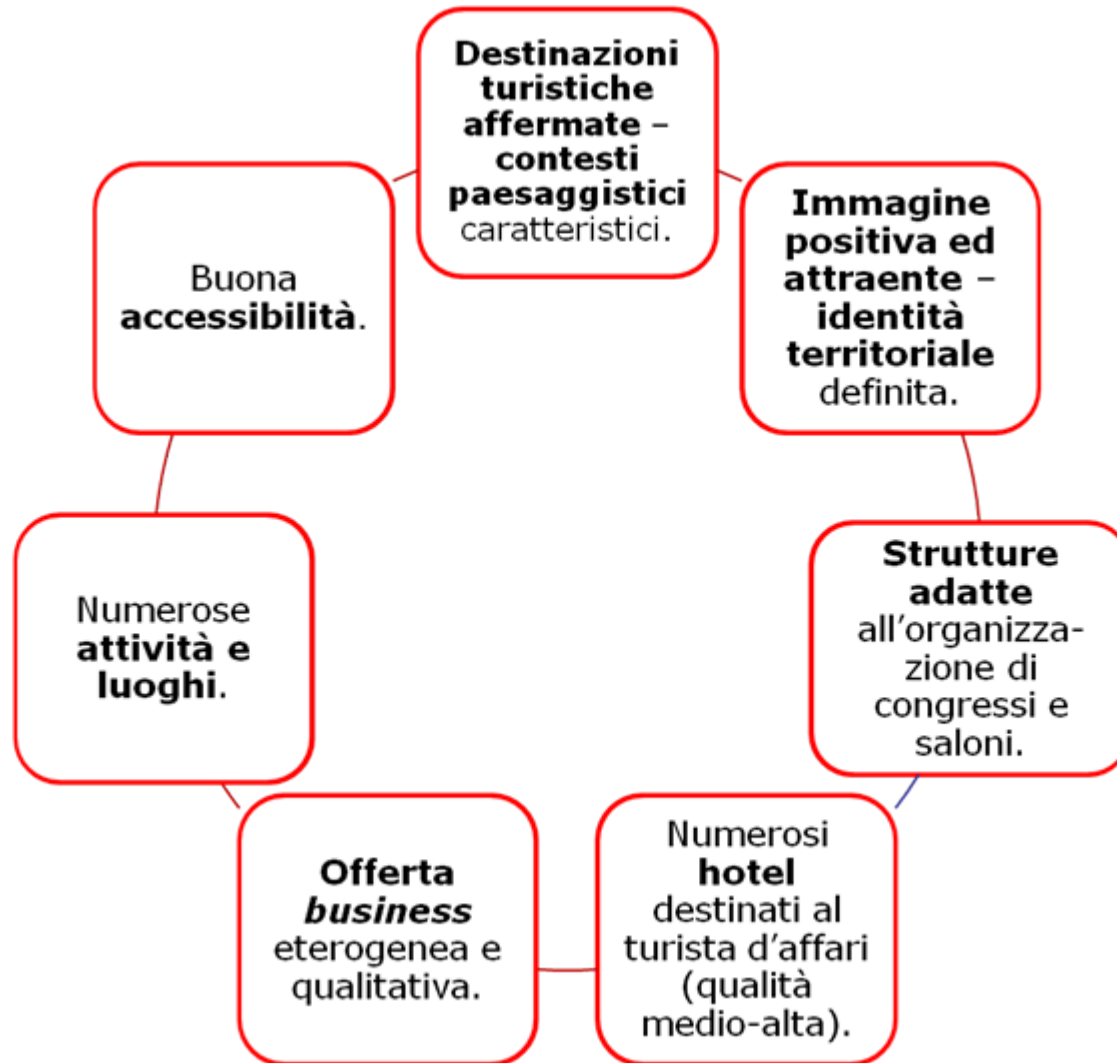 Destinazioni
turistiche
affermate –
contesti
paesaggistici
caratteristici.
Immagine
positiva ed
attraente –
identità
territoriale
definita.
Strutture
adatte
all’organizza-
zione di
congressi e
saloni.
Numerosi
hotel
destinati al
turista d’affari
(qualità
medio-alta).
Offerta
business
eterogenea e
qualitativa.
Numerose
attività e
luoghi.
Buona
accessibilità.